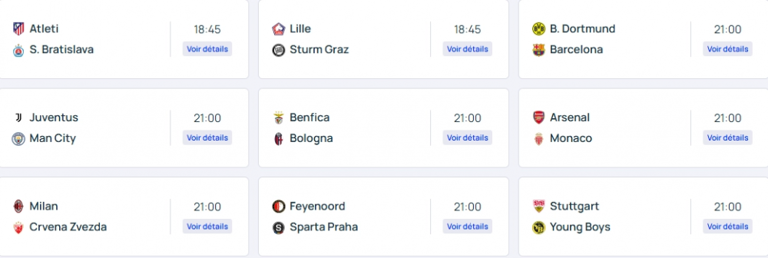 Atleti 18:45
S. Bratislava Voir détails
Lille 18:45
Sturm Graz Voir détails
B. Dortmund 21:00
Barcelona Voir détails
Juventus 21:00
Man City Voir détails
Benfica 21:00
Bologna Voir détails
Arsenal 21:00
Monaco Voir détails
Milan 21:00
Crvena Zvezda Voir détails
Feyenoord 21:00
Sparta Praha Voir détails
Stuttgart 21:00
Young Boys Voir détails